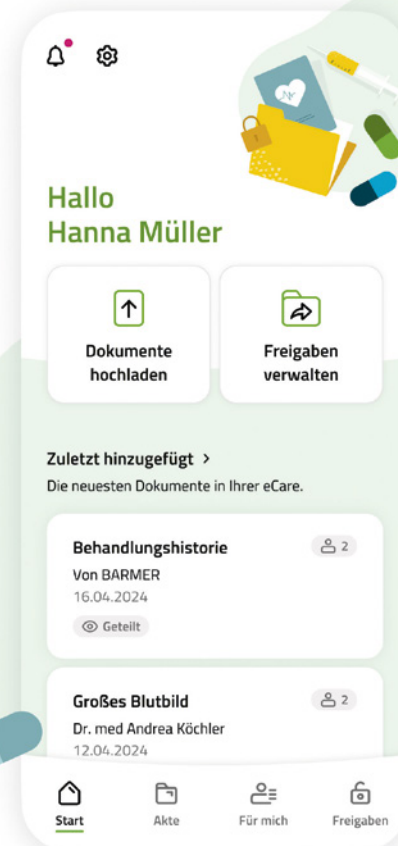 Hallo
Hanna Müller
Dokumente
hochladen
Freigaben
verwalten
Zuletzt hinzugefügt >
Die neuesten Dokumente in Ihrer eCare.
Behandlungshistorie
2
Von BARMER
16.04.2024
Geteilt
Großes Blutbild
2
Dr. med Andrea Köchler
12.04.2024
Start
Akte
Für mich
Freigaben